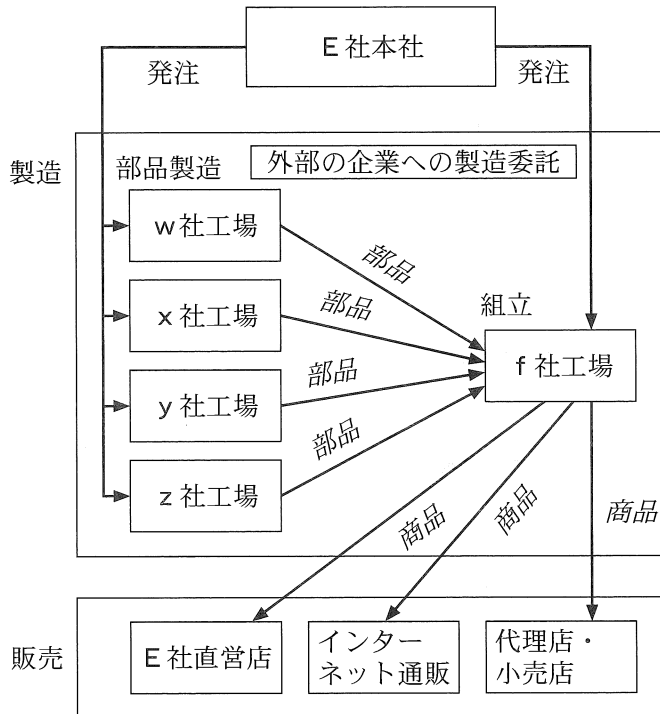 E社本社
発注
発注
製造
部品製造
外部の企業への製造委託
w社工場
部品
x社工場
部品
組立
f社工場
y社工場
部品
z社工場
部品
商品
商品
商品
販売
E社直営店
インター
ネット通販
代理店・
小売店